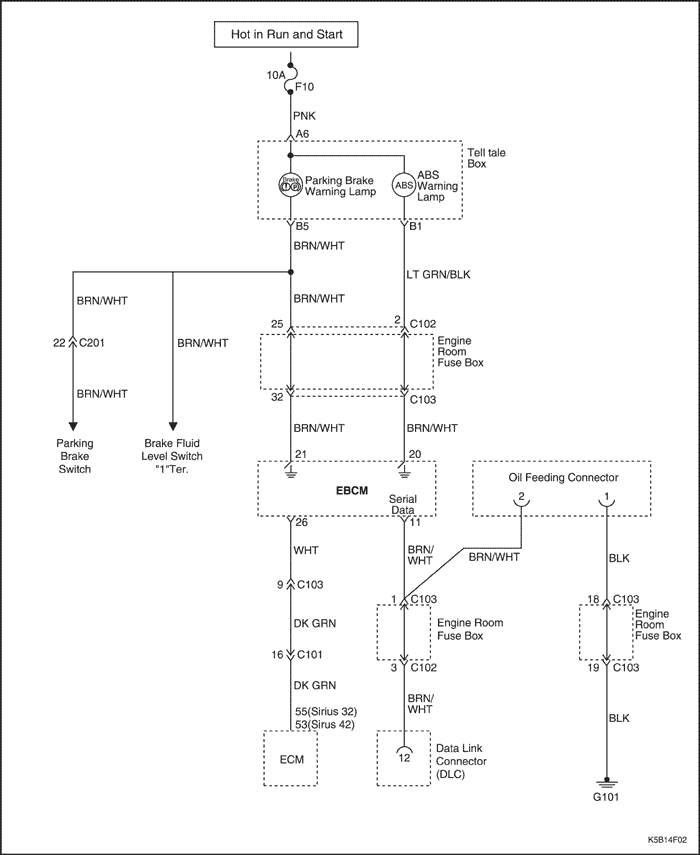 Hot in Run and Start
10A
F10
PNK
A6
Tell tale
Box
Brake
Parking Brake
Warning Lamp
ABS
ABS
Warning
Lamp
B5
B1
BRN/WHT
LT GRN/BLK
BRN/WHT
BRN/WHT
22
C201
BRN/WHT
BRN/WHT
25
2
C102
Engine
Room
Fuse Box
32
C103
BRN/WHT
BRN/WHT
Parking
Brake
Switch
Brake Fluid
Level Switch
"1"Ter.
21
20
EBCM
Serial
Data
Oil Feeding Connector
2
1
26
11
WHT
BRN/
WHT
BRN/WHT
BLK
9
C103
1
C103
18
C103
DK GRN
Engine Room
Fuse Box
Engine
Room
Fuse Box
16
C101
3
C102
19
C103
DK GRN
BRN/
WHT
BLK
55(Sirius 32)
53(Sirus 42)
ECM
12
Data Link
Connector
(DLC)
G101
K5B14F02